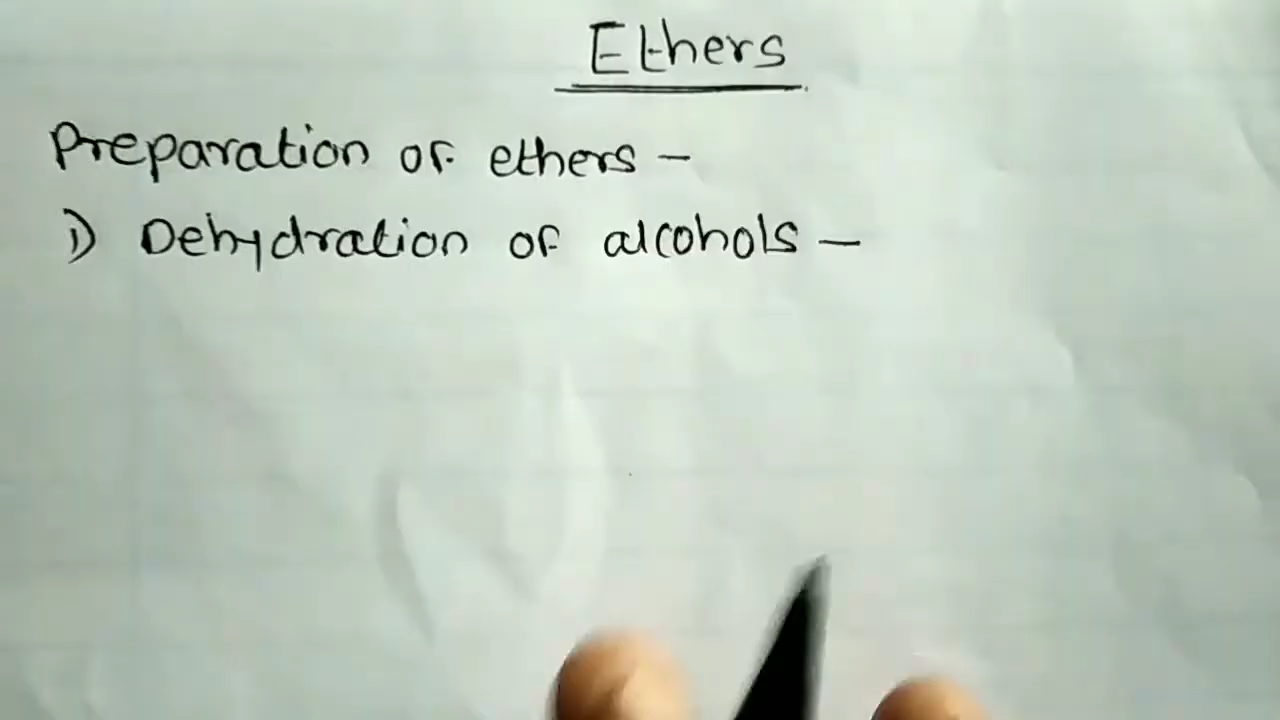 Ethers
Preparation of ethers –
1) Dehydration of alcohols –